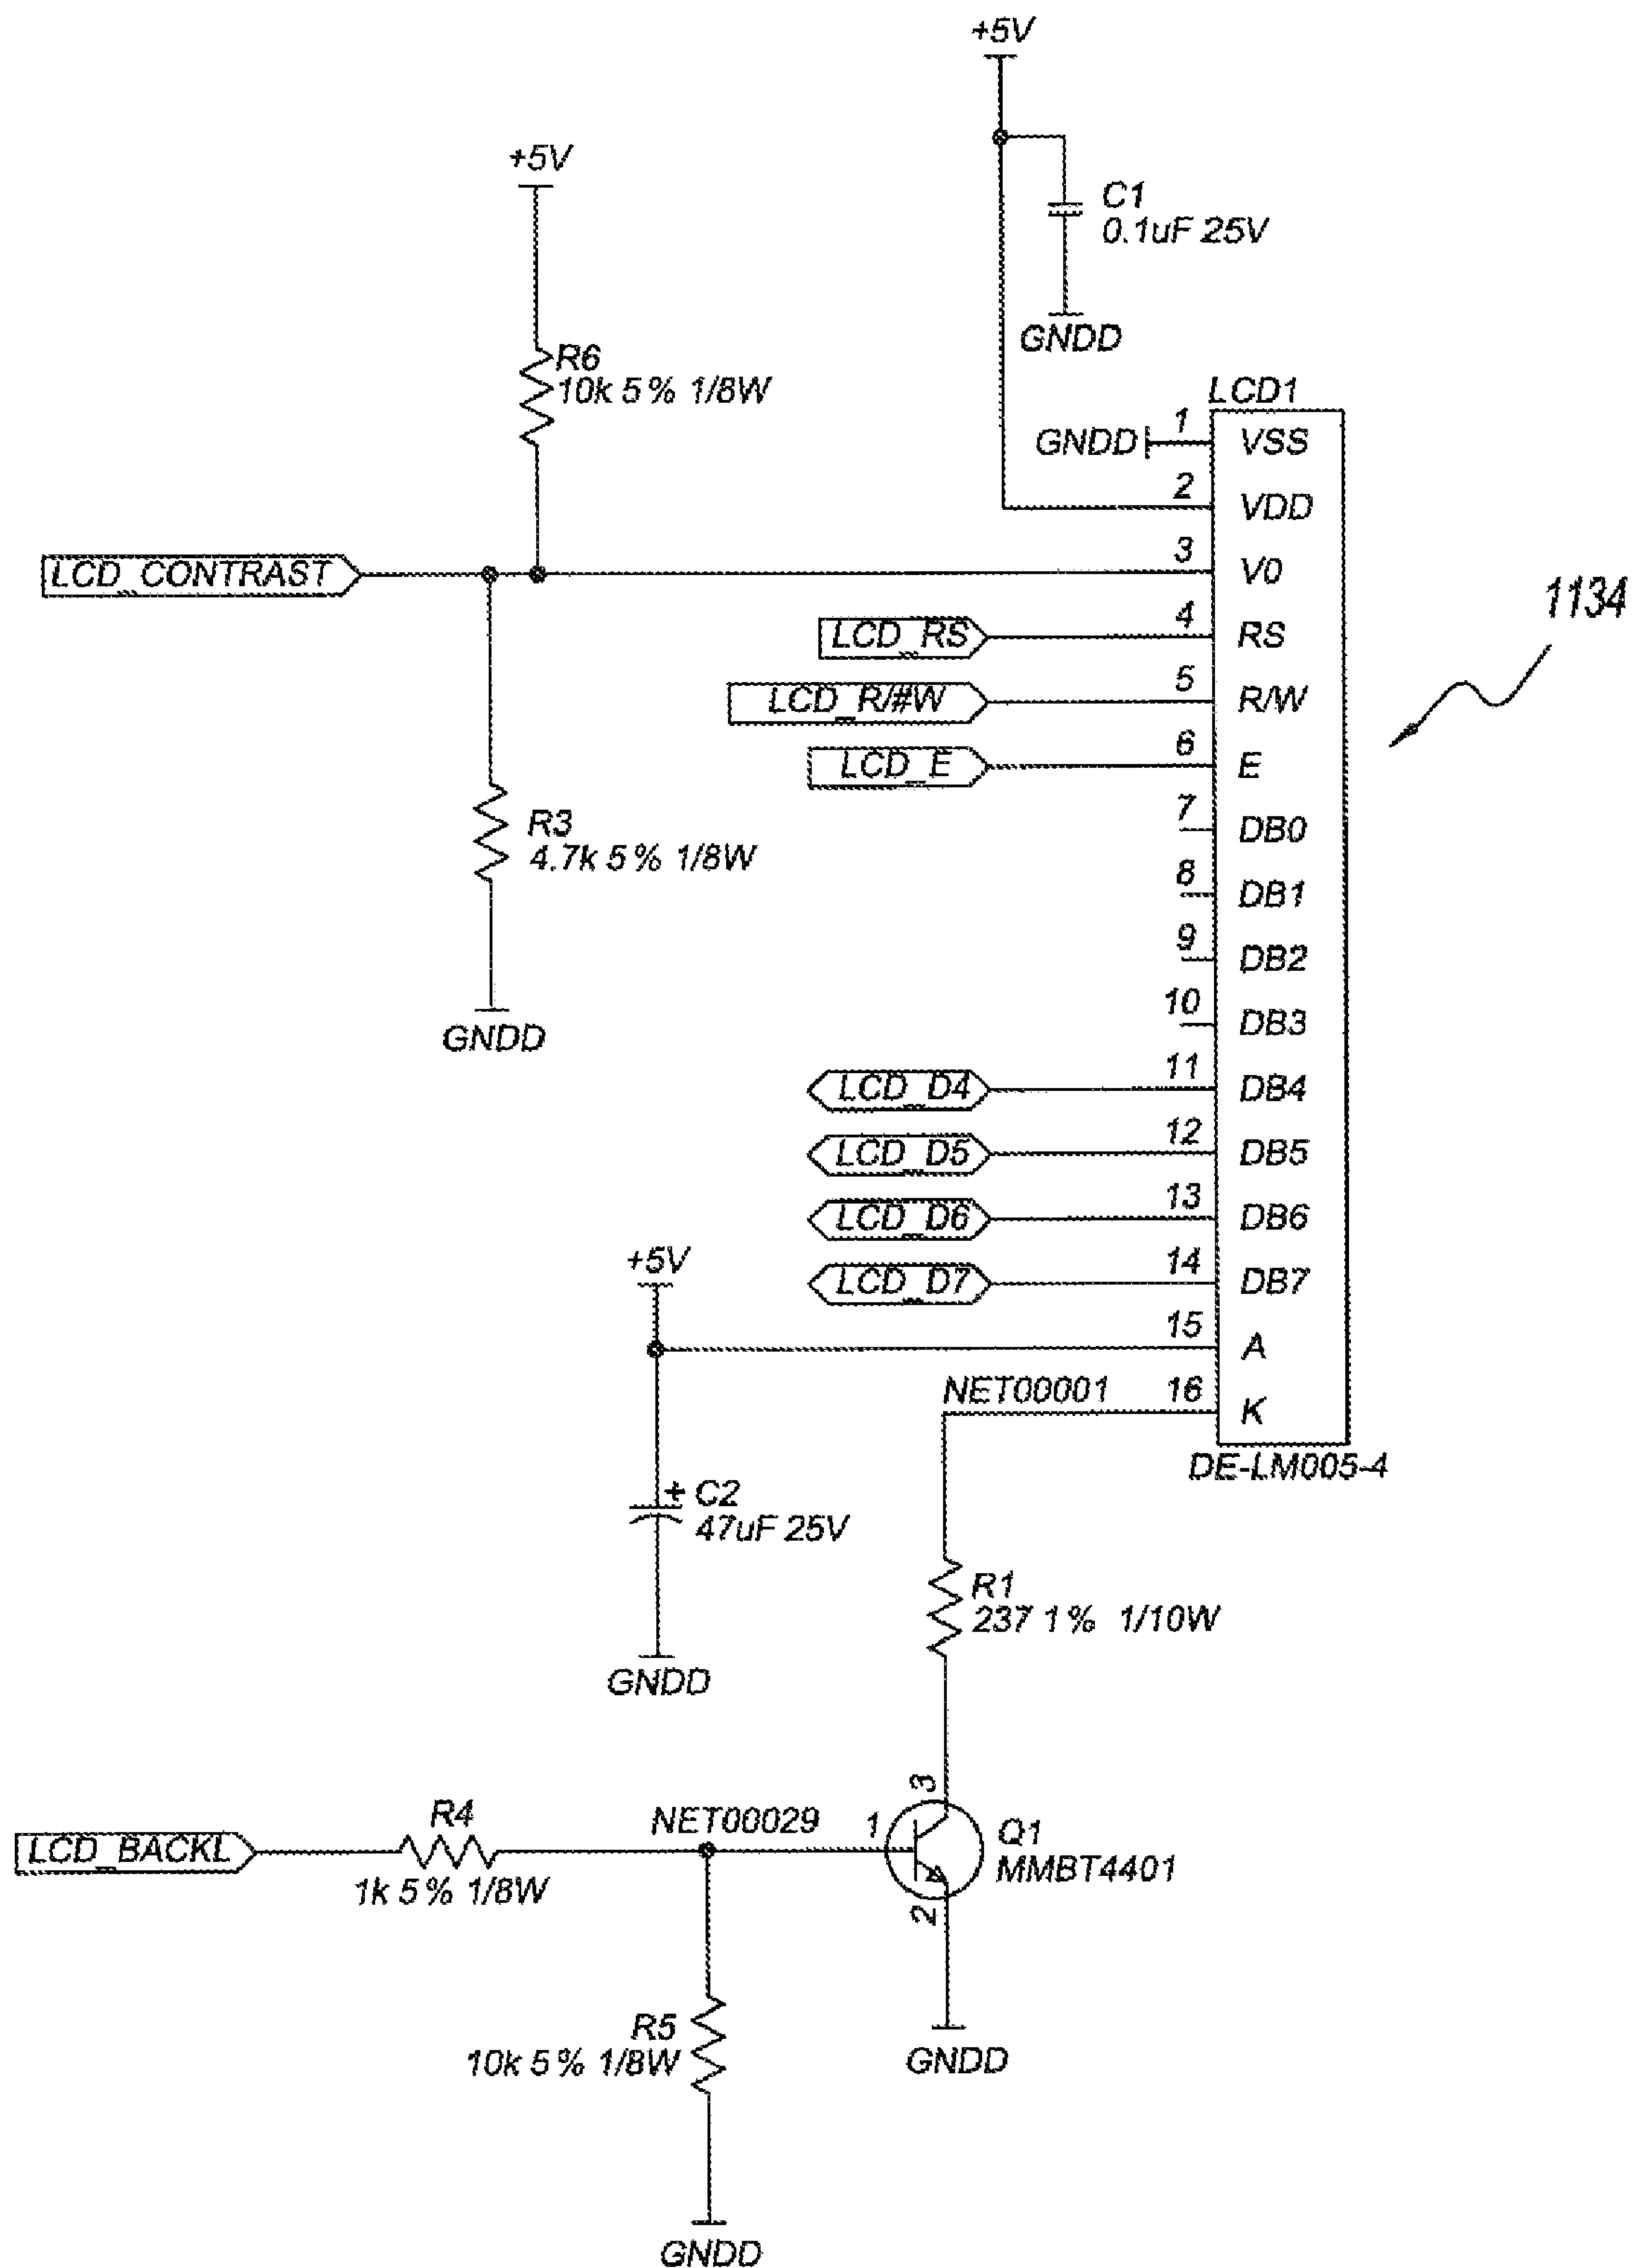 +5V
+5V
C1
0.1uF 25V
GNDD
R6
10k 5% 1/8W
LCD1
GNDD 1 VSS
2 VDD
LCD_CONTRAST 3 V0
1134
LCD_RS 4 RS
LCD_R/#W 5 R/W
LCD_E 6 E
7 DB0
R3
4.7k 5% 1/8W
8 DB1
9 DB2
10 DB3
GNDD
LCD_D4 11 DB4
LCD_D5 12 DB5
LCD_D6 13 DB6
+5V
LCD_D7 14 DB7
15 A
NET00001 16 K
DE-LM005-4
+ C2
47uF 25V
R1
237 1% 1/10W
GNDD
3
R4
NET00029 1
Q1
LCD_BACKL
MMBT4401
1k 5% 1/8W
2
R5
10k 5% 1/8W
GNDD
GNDD